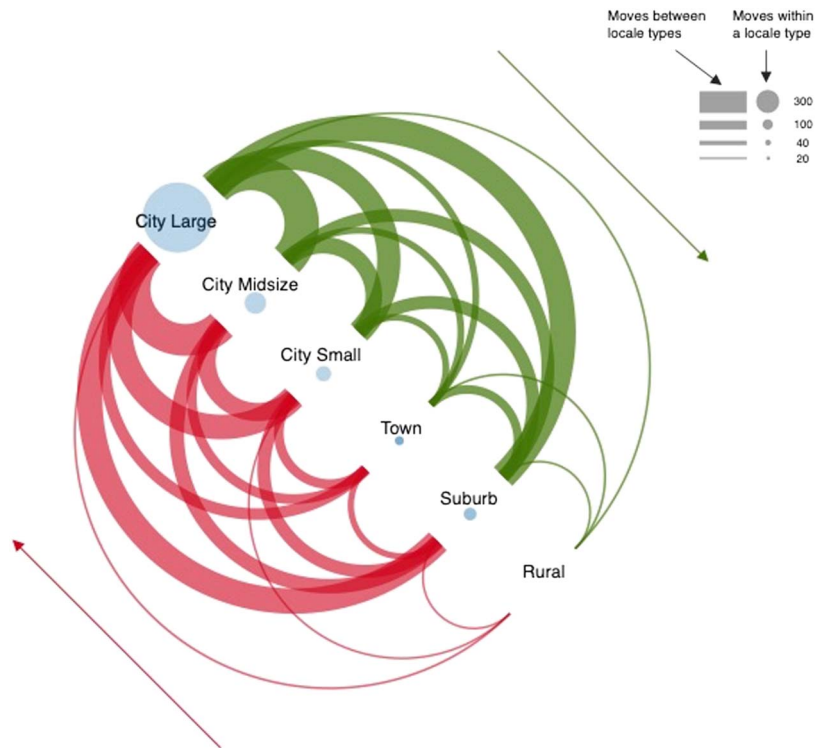 Moves between
locale types
Moves within
a locale type
300
100
40
20
City Large
City Midsize
City Small
Town
Suburb
Rural